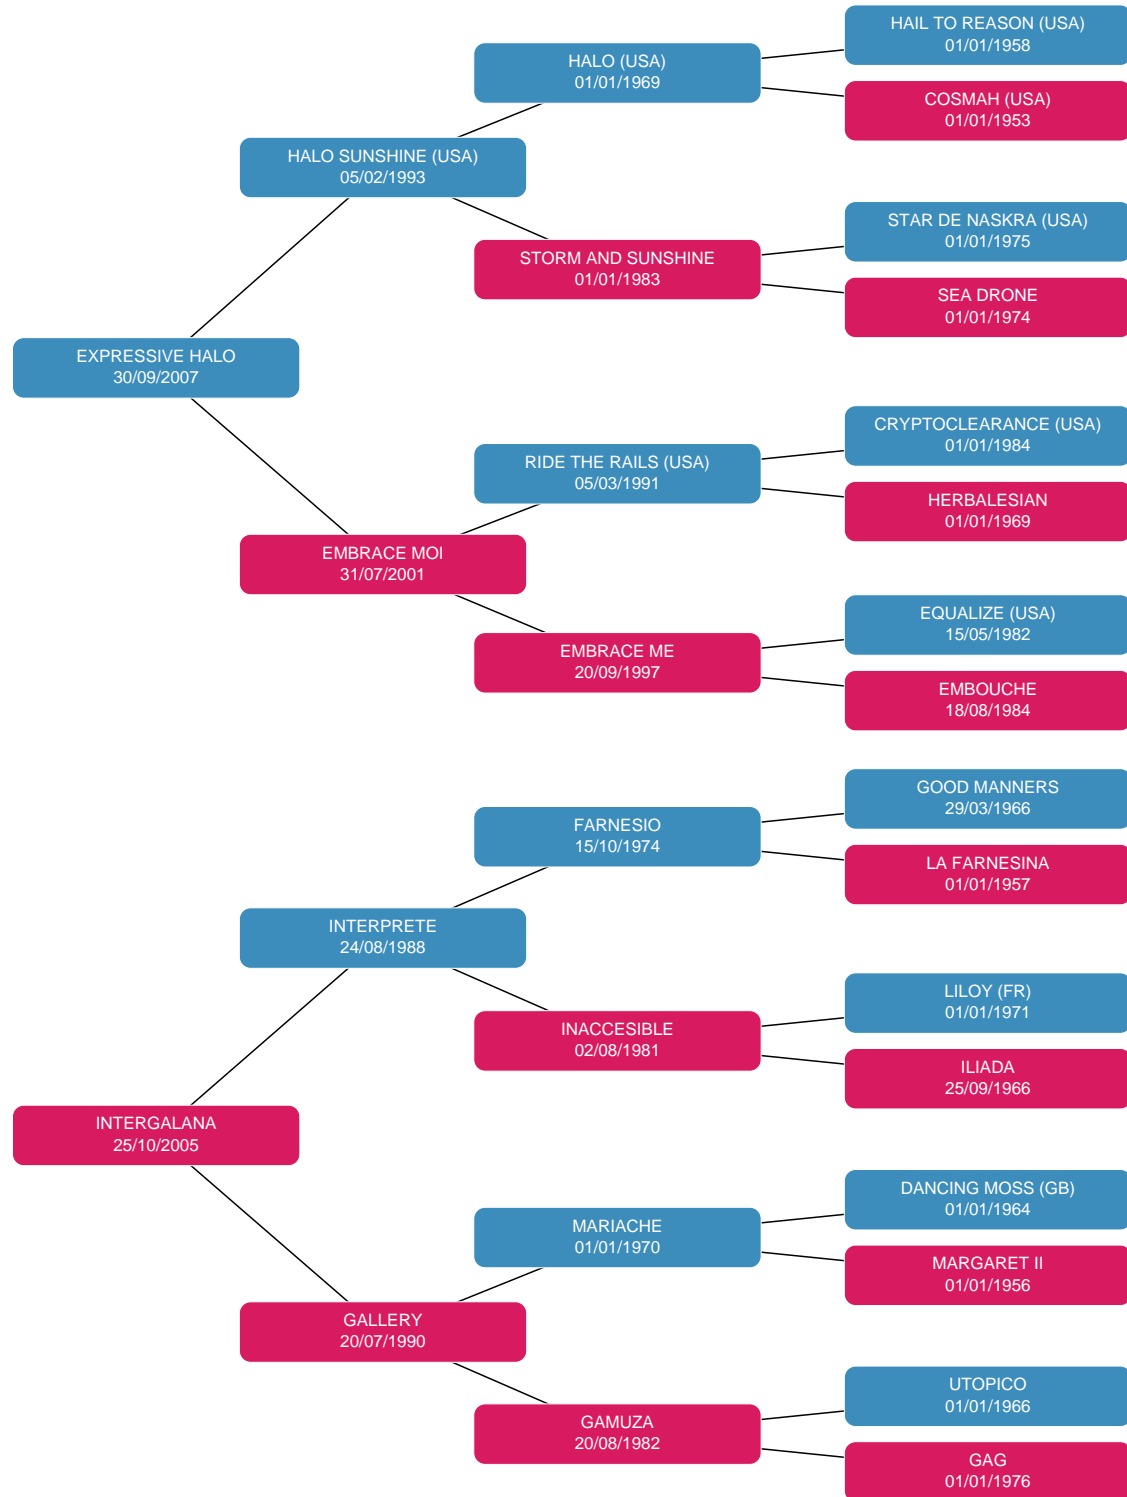 HAIL TO REASON (USA)
01/01/1958
HALO (USA)
01/01/1969
COSMAH (USA)
01/01/1953
HALO SUNSHINE (USA)
05/02/1993
STAR DE NASKRA (USA)
01/01/1975
STORM AND SUNSHINE
01/01/1983
SEA DRONE
01/01/1974
EXPRESSIVE HALO
30/09/2007
CRYPTOCLEARANCE (USA)
01/01/1984
RIDE THE RAILS (USA)
05/03/1991
HERBALESIAN
01/01/1969
EMBRACE MOI
31/07/2001
EQUALIZE (USA)
15/05/1982
EMBRACE ME
20/09/1997
EMBOUCHE
18/08/1984
GOOD MANNERS
29/03/1966
FARNESIO
15/10/1974
LA FARNESINA
01/01/1957
INTERPRETE
24/08/1988
LILOY (FR)
01/01/1971
INACCESIBLE
02/08/1981
ILIADA
25/09/1966
INTERGALANA
25/10/2005
DANCING MOSS (GB)
01/01/1964
MARIACHE
01/01/1970
MARGARET II
01/01/1956
GALLERY
20/07/1990
UTOPICO
01/01/1966
GAMUZA
20/08/1982
GAG
01/01/1976